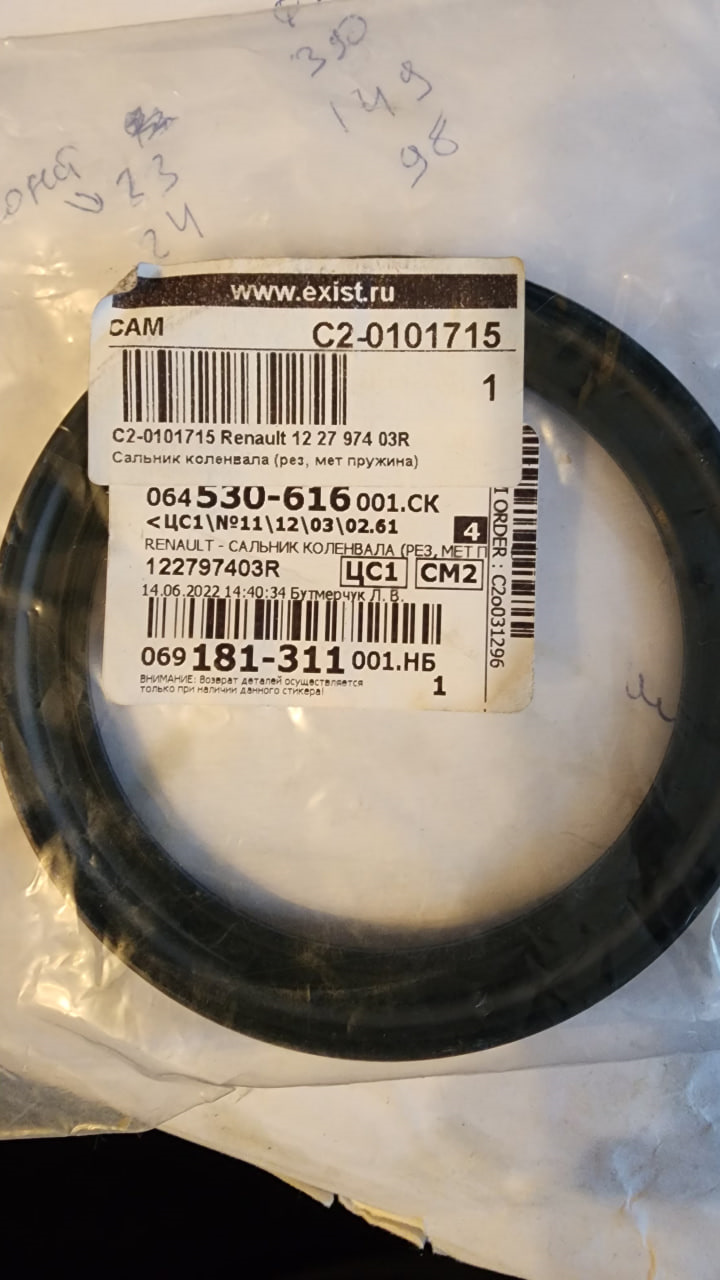 390
149
98
23
24
www.exist.ru
САМ
C2-0101715
1
C2-0101715 Renault 12 27 974 03R
Сальник коленвала (рез, мет пружина)
064 530-616 001.СК
<ЦС1\№11\12\03\02.61
4
RENAULT - САЛЬНИК КОЛЕНВАЛА (РЕЗ, МЕТ П
122797403R ЦС1 СМ2
14.06.2022 14:40:34 Бутмерчук Л. В.
069 181-311 001.НБ
ВНИМАНИЕ: Возврат деталей осуществляется
только при наличии данного стикера!
1
ORDER : C2o031296